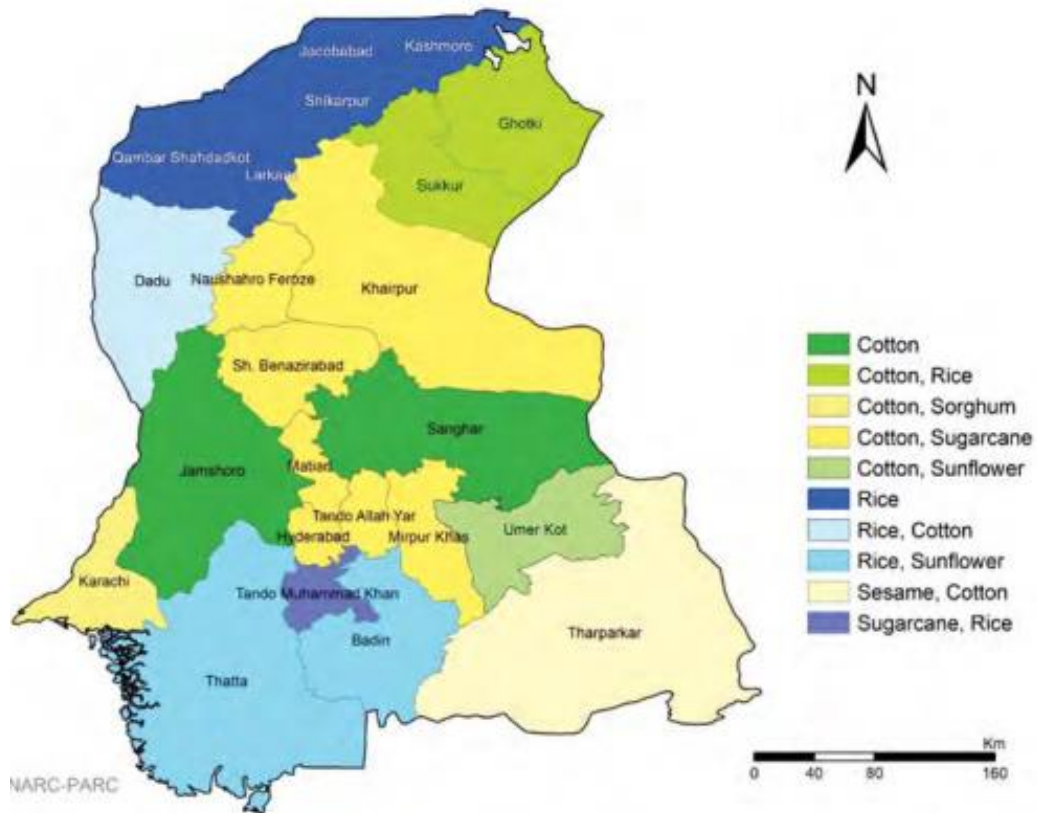 Jacobabad
Kashmore
Shikarpur
Ghotki
Qambar Shahdadkot
Sukkur
Dadu
Naushahro Feroze
Khairpur
Sh. Benazirabad
Sanghar
Jamshoro
Tando Allah Yar
Hyderabad
Mirpur Khas
Umer Kot
Karachi
Tando Muhammad Khan
Badin
Tharparkar
Thatta
N
Cotton
Cotton, Rice
Cotton, Sorghum
Cotton, Sugarcane
Cotton, Sunflower
Rice
Rice, Cotton
Rice, Sunflower
Sesame, Cotton
Sugarcane, Rice
Km
0 40 80 160
NARC-PARC